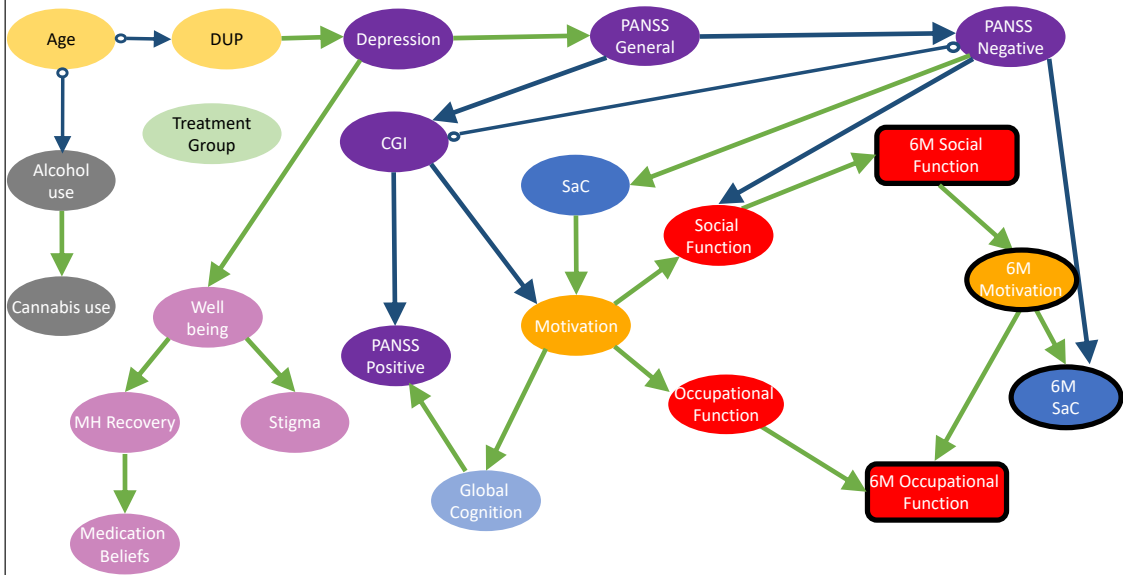 Age
DUP
Depression
PANSS
General
PANSS
Negative
Treatment
Group
CGI
6M Social
Function
Alcohol
use
SaC
Social
Function
6M
Motivation
Cannabis use
Well
being
Motivation
PANSS
Positive
6M
SaC
MH Recovery
Stigma
Occupational
Function
Global
Cognition
6M Occupational
Function
Medication
Beliefs